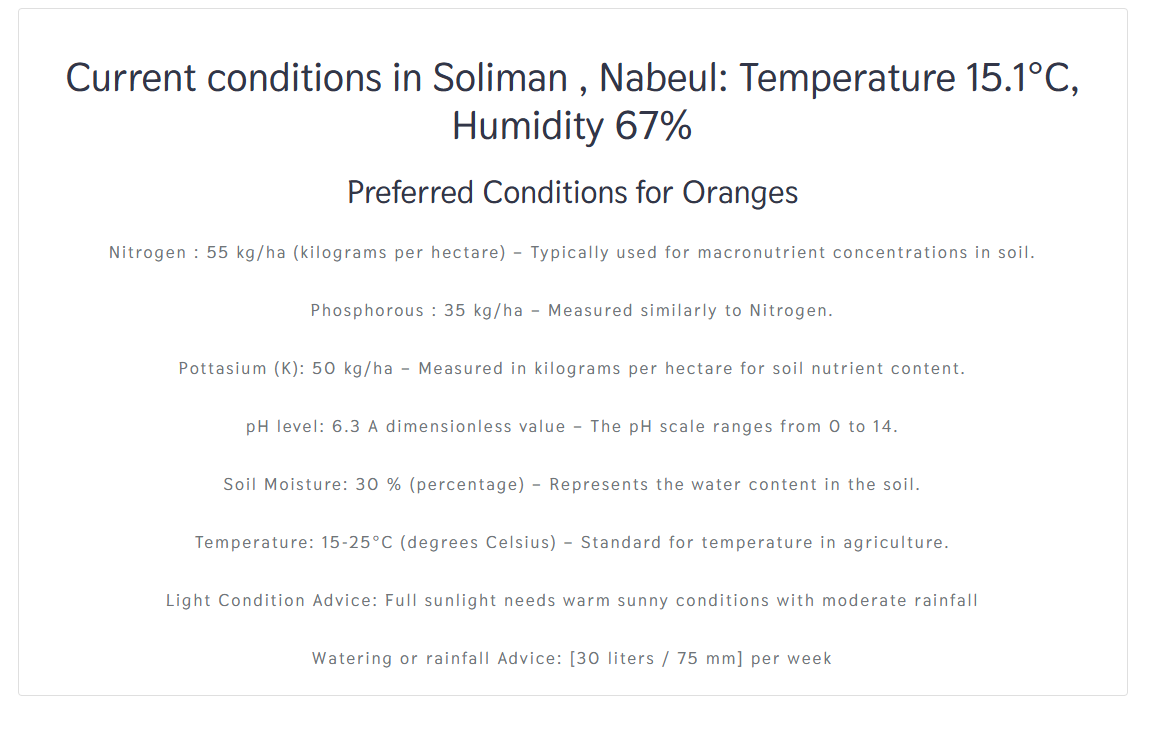 Current conditions in Soliman , Nabeul: Temperature 15.1°C,
Humidity 67%
Preferred Conditions for Oranges
Nitrogen : 55 kg/ha (kilograms per hectare) – Typically used for macronutrient concentrations in soil.
Phosphorous : 35 kg/ha – Measured similarly to Nitrogen.
Pottasium (K): 50 kg/ha – Measured in kilograms per hectare for soil nutrient content.
pH level: 6.3 A dimensionless value – The pH scale ranges from 0 to 14.
Soil Moisture: 30 % (percentage) – Represents the water content in the soil.
Temperature: 15-25°C (degrees Celsius) – Standard for temperature in agriculture.
Light Condition Advice: Full sunlight needs warm sunny conditions with moderate rainfall
Watering or rainfall Advice: [30 liters / 75 mm] per week